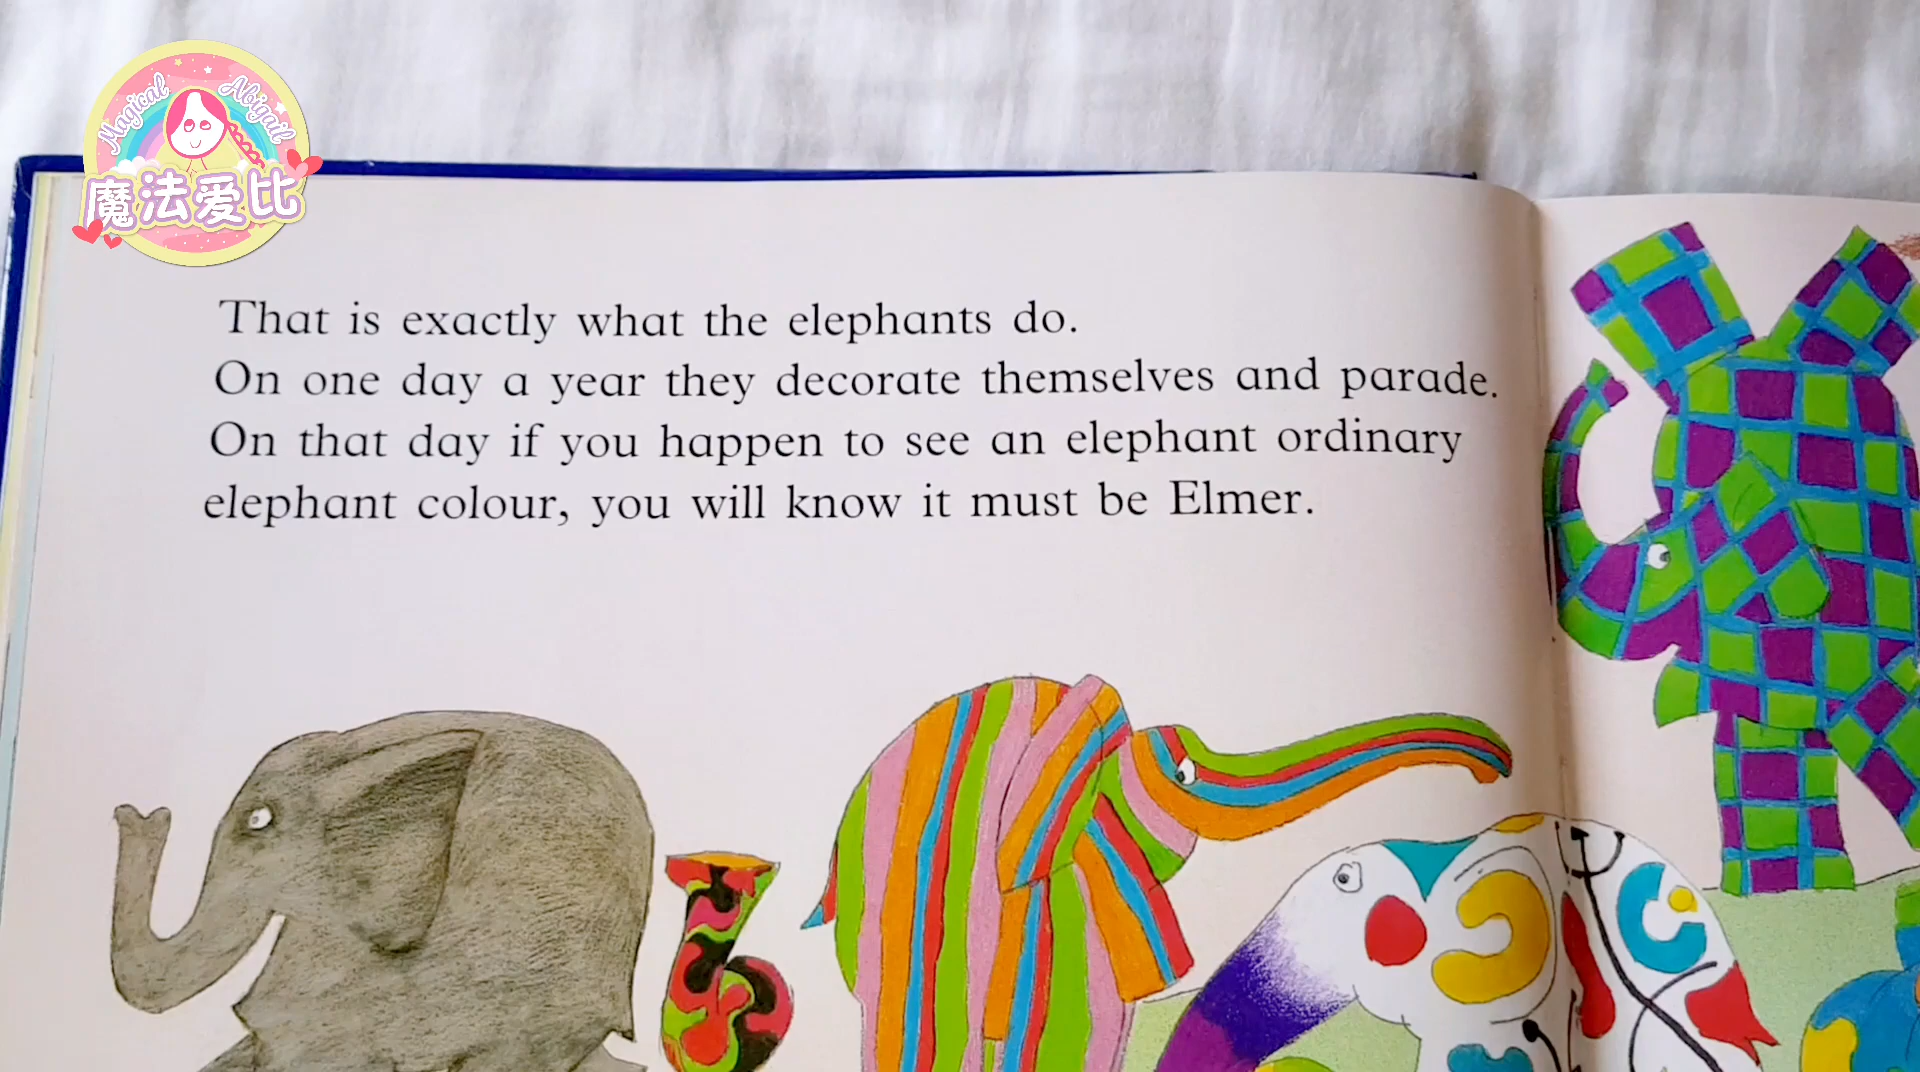 Magical Abigail
魔法爱比
That is exactly what the elephants do.
On one day a year they decorate themselves and parade.
On that day if you happen to see an elephant ordinary
elephant colour, you will know it must be Elmer.